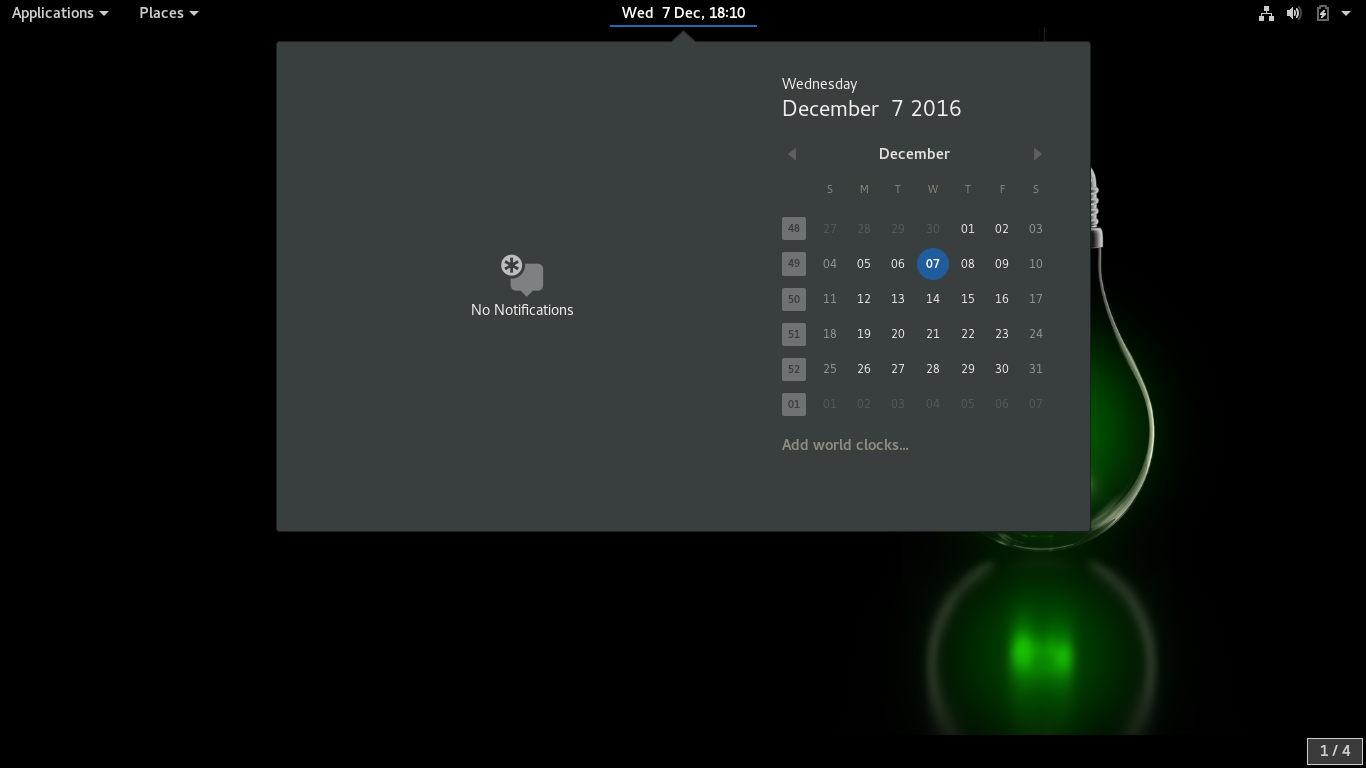 Applications Places Wed 7 Dec, 18:10
Wednesday
December 7 2016
December
S M T W T F S
48 27 28 29 30 01 02 03
49 04 05 06 07 08 09 10
50 11 12 13 14 15 16 17
No Notifications
51 18 19 20 21 22 23 24
52 25 26 27 28 29 30 31
01 01 02 03 04 05 06 07
Add world clocks...
1 / 4